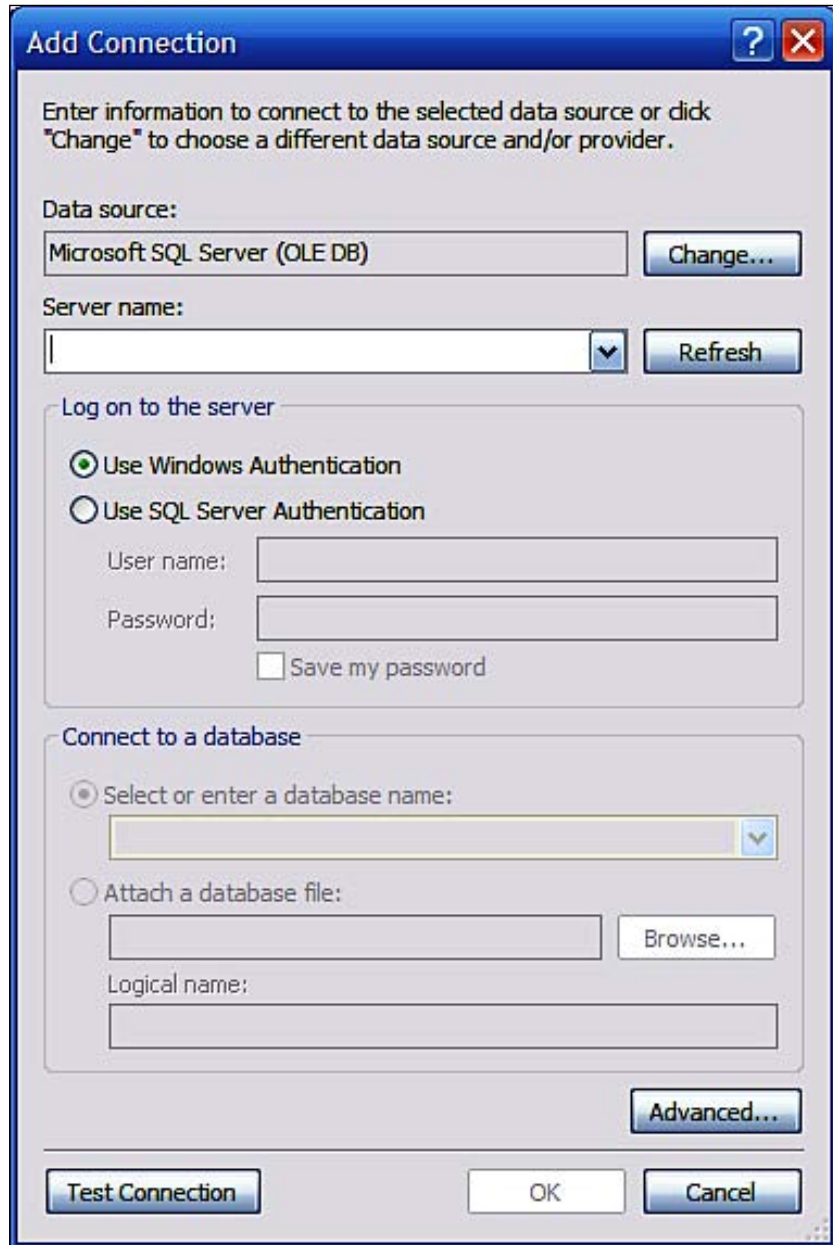 Add Connection
Enter information to connect to the selected data source or click
"Change" to choose a different data source and/or provider.
Data source:
Microsoft SQL Server (OLE DB)
Change...
Server name:
Refresh
Log on to the server
Use Windows Authentication
Use SQL Server Authentication
User name:
Password:
Save my password
Connect to a database
Select or enter a database name:
Attach a database file:
Browse...
Logical name:
Advanced...
Test Connection
OK
Cancel